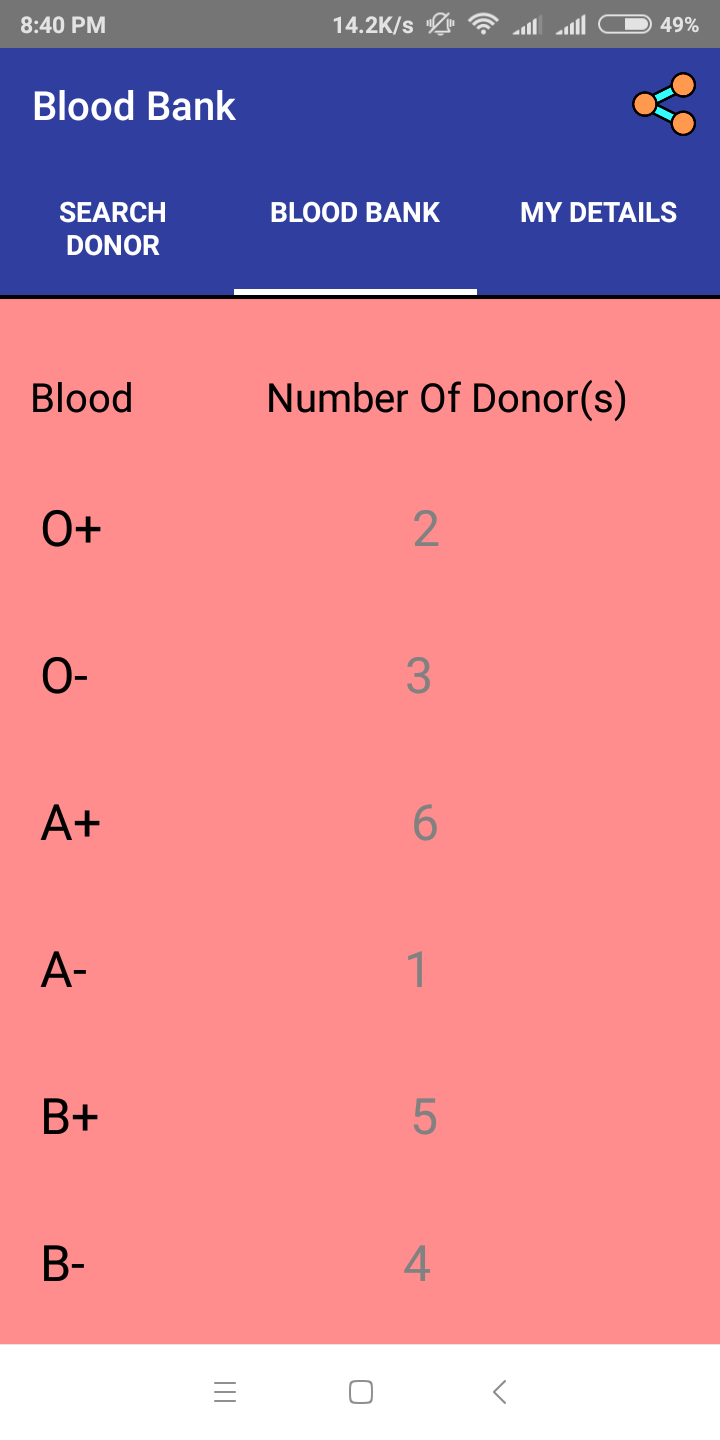 8:40 PM 14.2K/s 49%
Blood Bank
SEARCH DONOR
BLOOD BANK
MY DETAILS
Blood Number Of Donor(s)
O+ 2
O- 3
A+ 6
A- 1
B+ 5
B- 4